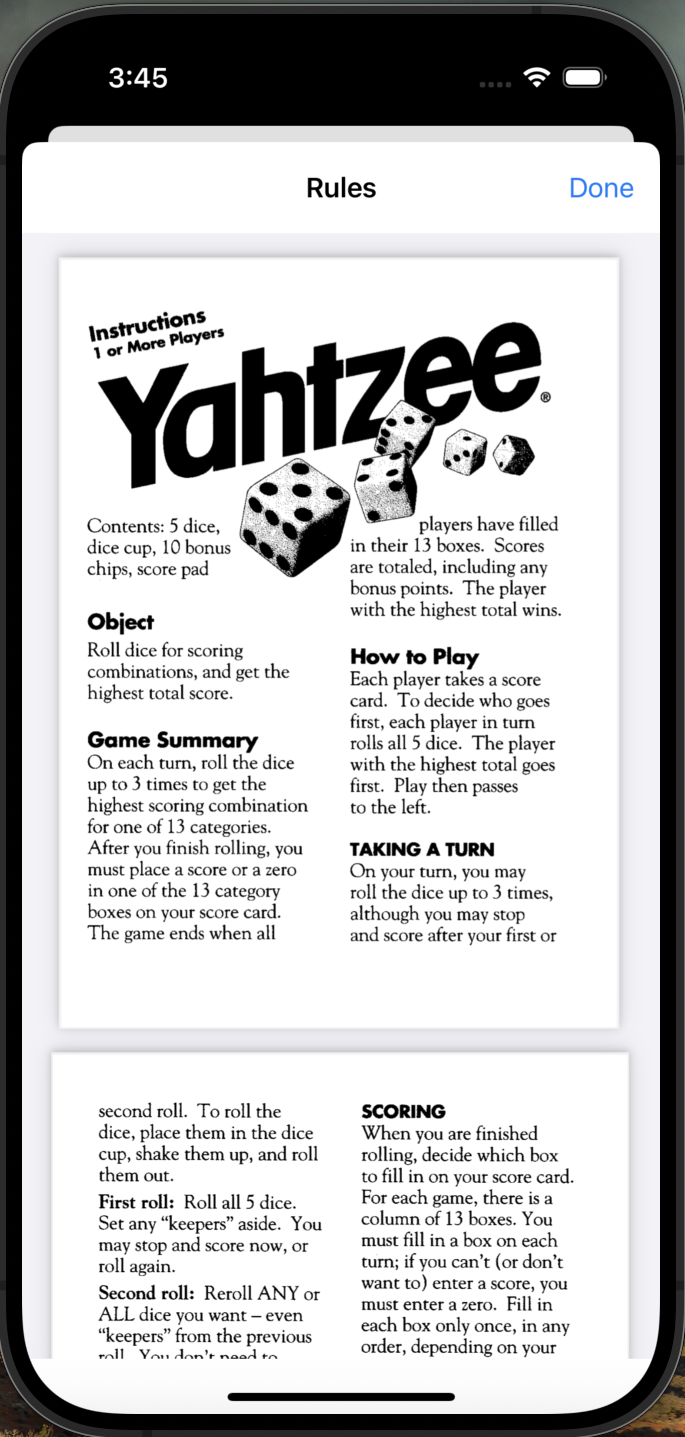 3:45
Rules
Done
Instructions
1 or More Players
Yahtzee®
Contents: 5 dice,
dice cup, 10 bonus
chips, score pad
Object
Roll dice for scoring
combinations, and get the
highest total score.
Game Summary
On each turn, roll the dice
up to 3 times to get the
highest scoring combination
for one of 13 categories.
After you finish rolling, you
must place a score or a zero
in one of the 13 category
boxes on your score card.
The game ends when all
players have filled
in their 13 boxes. Scores
are totaled, including any
bonus points. The player
with the highest total wins.
How to Play
Each player takes a score
card. To decide who goes
first, each player in turn
rolls all 5 dice. The player
with the highest total goes
first. Play then passes
to the left.
TAKING A TURN
On your turn, you may
roll the dice up to 3 times,
although you may stop
and score after your first or
second roll. To roll the
dice, place them in the dice
cup, shake them up, and roll
them out.
First roll: Roll all 5 dice.
Set any “keepers” aside. You
may stop and score now, or
roll again.
Second roll: Reroll ANY or
ALL dice you want – even
“keepers” from the previous
roll. You don’t need to
SCORING
When you are finished
rolling, decide which box
to fill in on your score card.
For each game, there is a
column of 13 boxes. You
must fill in a box on each
turn; if you can’t (or don’t
want to) enter a score, you
must enter a zero. Fill in
each box only once, in any
order, depending on your